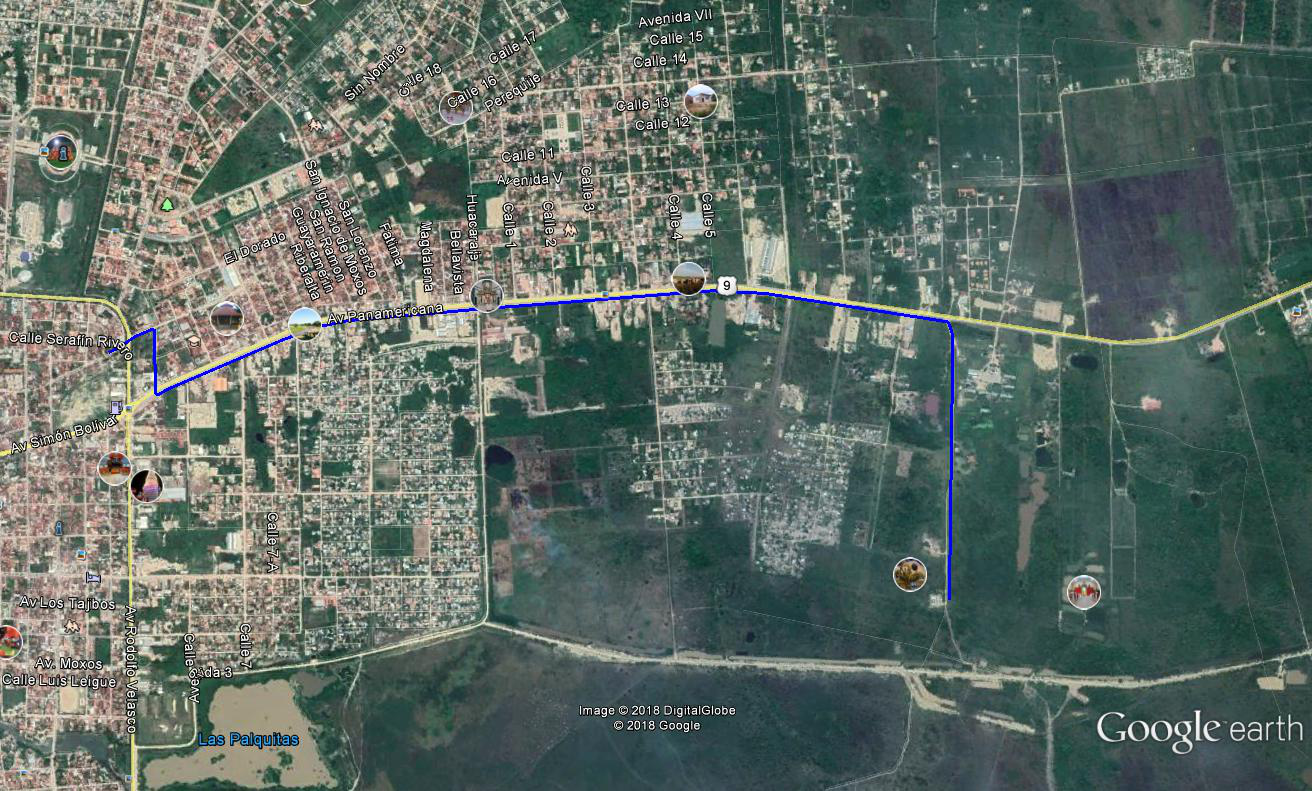 Avenida VII
Calle 15
Calle 14
Calle 17
Sin Nombre
Calle 18
Calle 16
Perequije
Calle 13
Calle 12
Calle 11
Avenida V
Calle 3
San Ignacio de Moxos
San Lorenzo
San Ramon
Guayaramerin
Riberalta
El Dorado
Fatima
Magdalena
Bellavista
Huacaraje
Calle 1
Calle 2
Calle 4
Calle 5
9
Av Panamericana
Calle Serafín Rivero
Av Simón Bolívar
Calle 7-A
Av Los Tajbos
Av Rodolfo Velasco
Av. Moxos
Calle Luis Leigue
Calle 7
Las Palquitas
Image © 2018 DigitalGlobe
© 2018 Google
Google earth